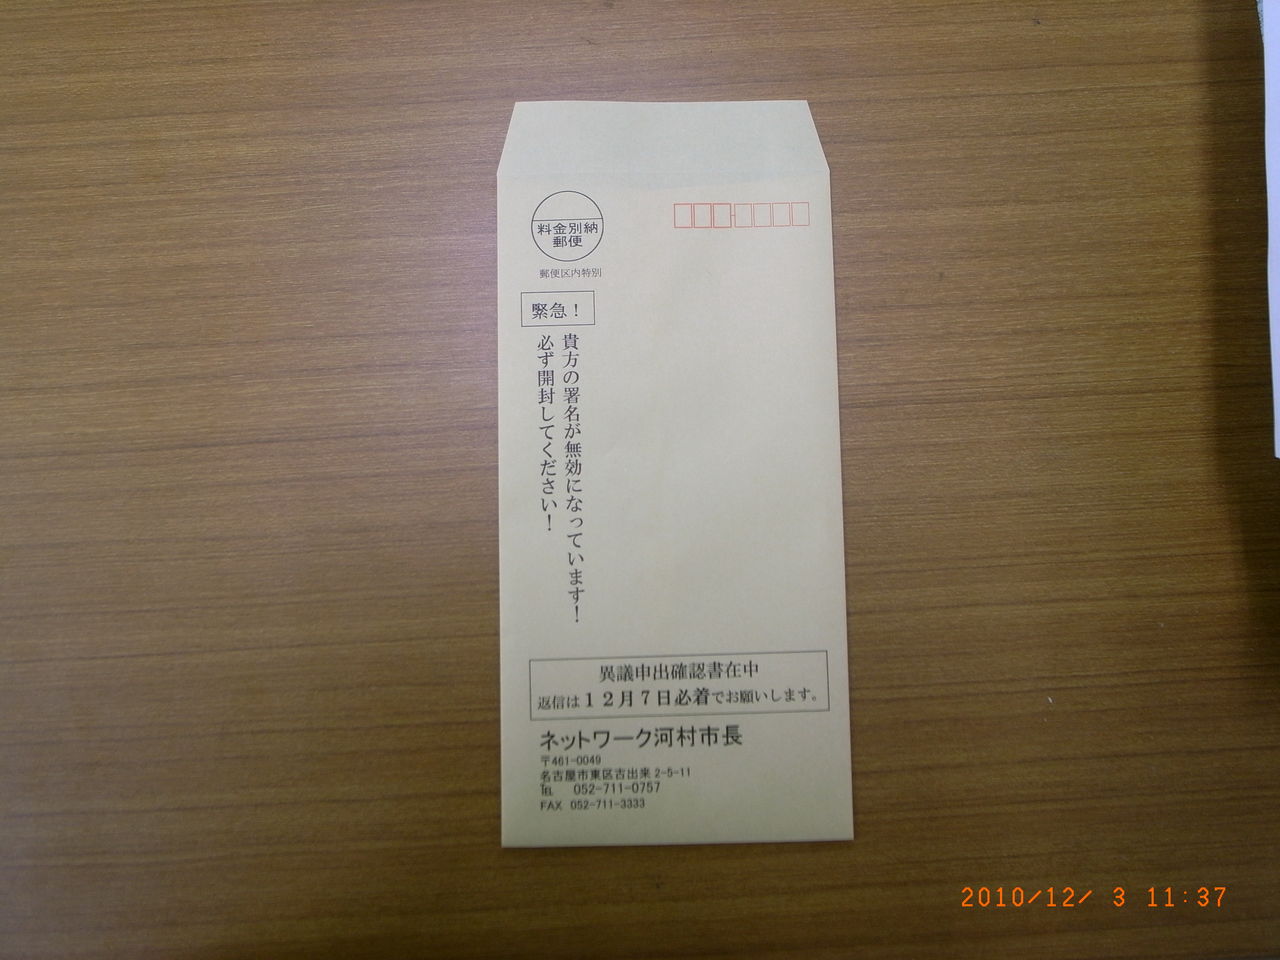 料金別納
郵便
郵便区内特別
緊急!
貴方の署名が無効になっています!
必ず開封してください!
異議申出確認書在中
返信は12月7日必着でお願いします。
ネットワーク河村市長
〒461-0049
名古屋市東区古出来 2-5-11
℡ 052-711-0757
FAX 052-711-3333
2010/12/ 3 11:37